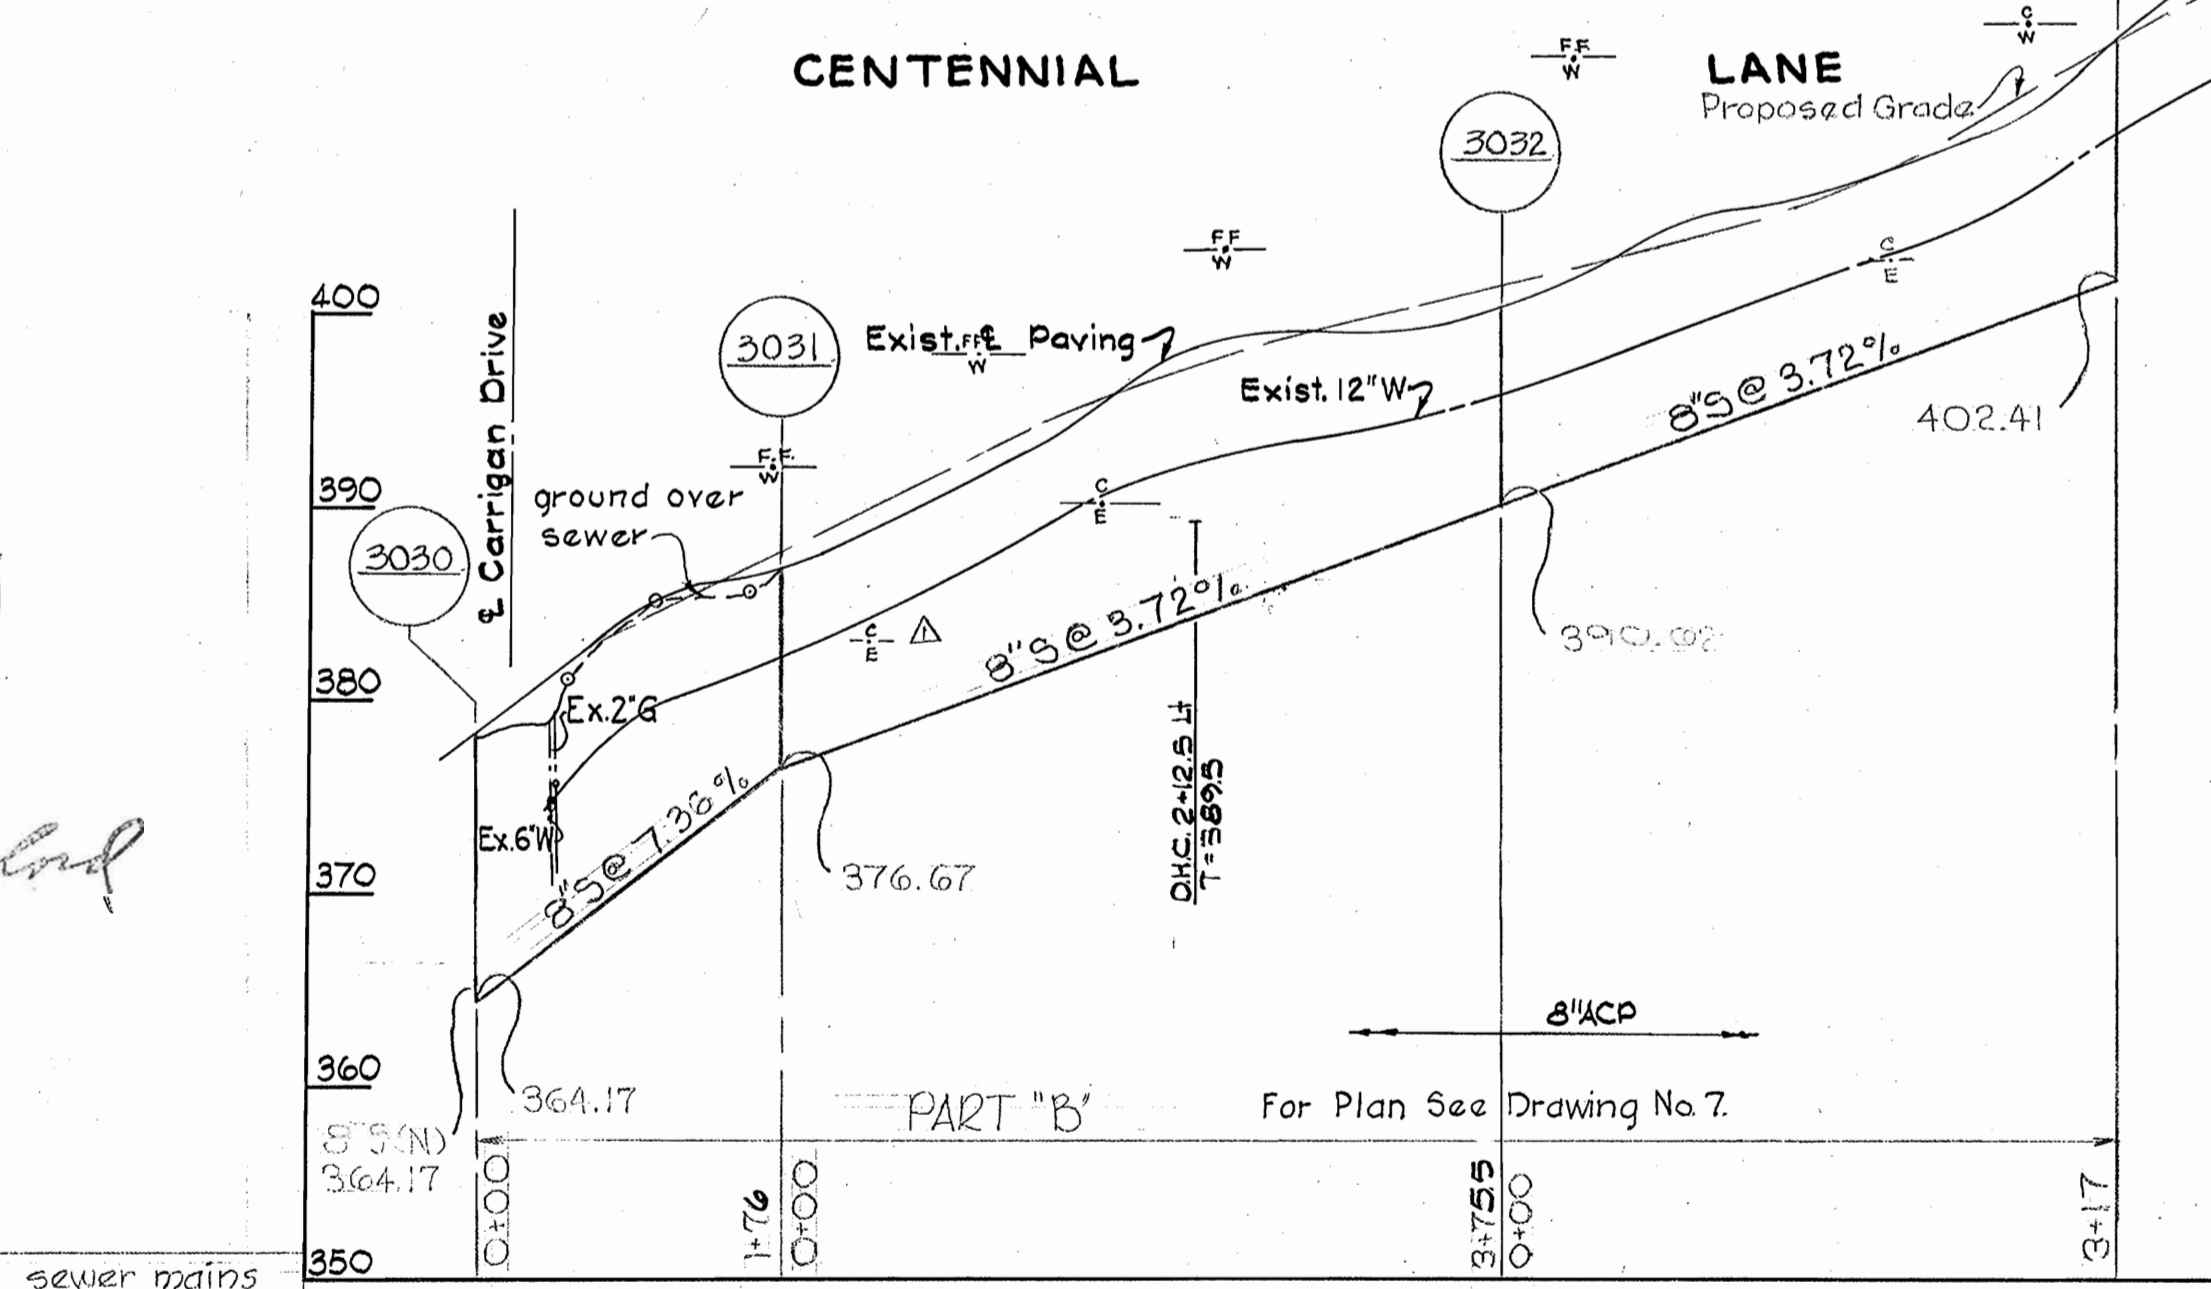 CENTENNIAL LANE
Proposed Grade
C
W
F.F.
W
3032
F F
W
400
℄ Carrigan Drive
3031
Exist. ℄ Paving
F F
W
Exist. 12"W
C
E
8"S @ 3.72%
402.41
390
F.F.
W
ground over
sewer
3030
C
E
380
Ex. 2"G
C
E
1
8"S @ 3.72%
O.H.C. 2+12.5 Lt
T=389.5
Ex. 6"W
8"S @ 7.36%
370
376.67
8"ACP
360
364.17
PART "B"
For Plan See Drawing No. 7.
8"S(N)
364.17
0+00
1+76
0+00
3+75.5
0+00
3+17
350
sewer mains